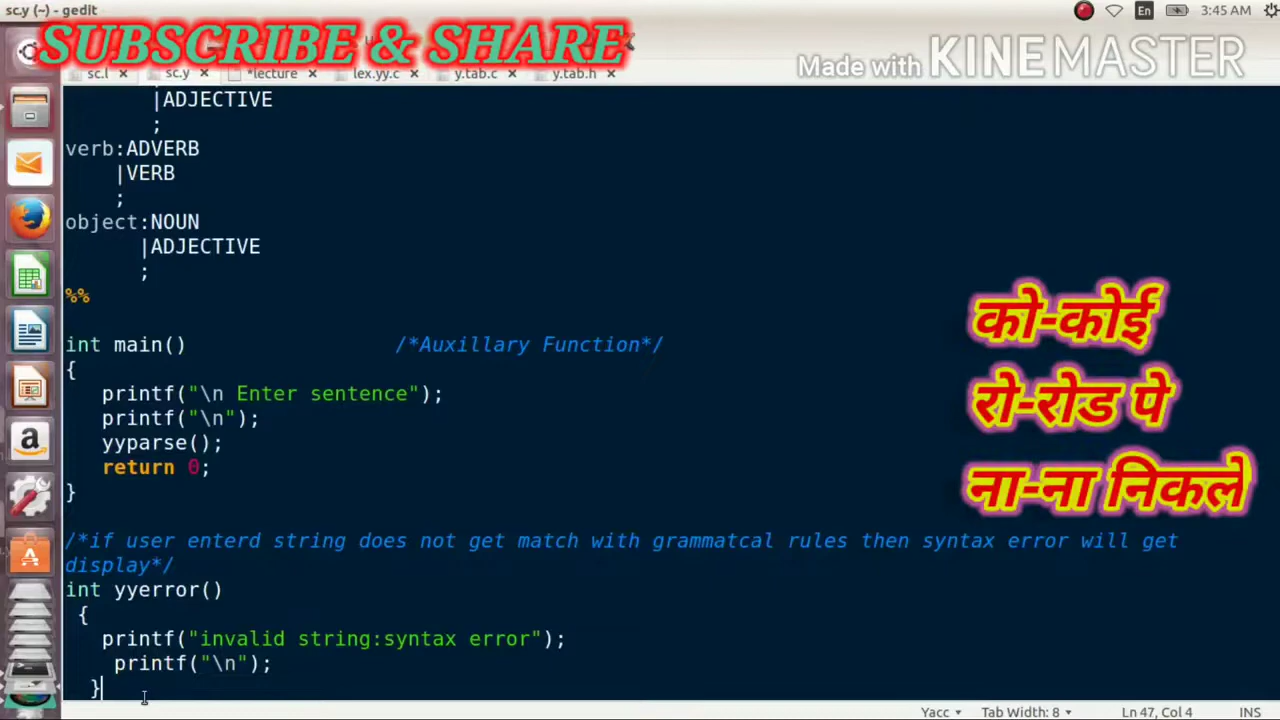 sc.y (~) - gedit
En
3:45 AM
SUBSCRIBE & SHARE
Made with KINEMASTER
sc.l
sc.y
*lecture
lex.yy.c
y.tab.c
y.tab.h
|ADJECTIVE
;
verb:ADVERB
|VERB
;
object:NOUN
|ADJECTIVE
;
%%
int main() /*Auxillary Function*/
{
printf("\n Enter sentence");
printf("\n");
yyparse();
return 0;
}
/*if user enterd string does not get match with grammatcal rules then syntax error will get
display*/
int yyerror()
{
printf("invalid string:syntax error");
printf("\n");
}
को-कोई
रो-रोड पे
ना-ना निकले
Yacc
Tab Width: 8
Ln 47, Col 4
INS